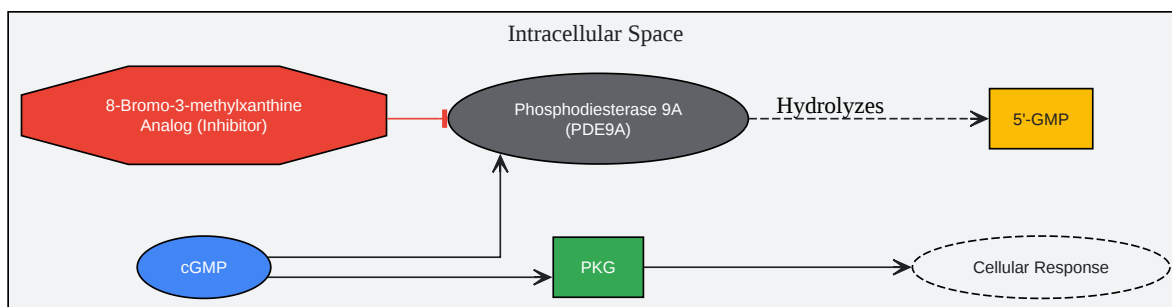 Intracellular Space
8-Bromo-3-methylxanthine
Analog (Inhibitor)
Phosphodiesterase 9A
(PDE9A)
Hydrolyzes
5'-GMP
cGMP
PKG
Cellular Response